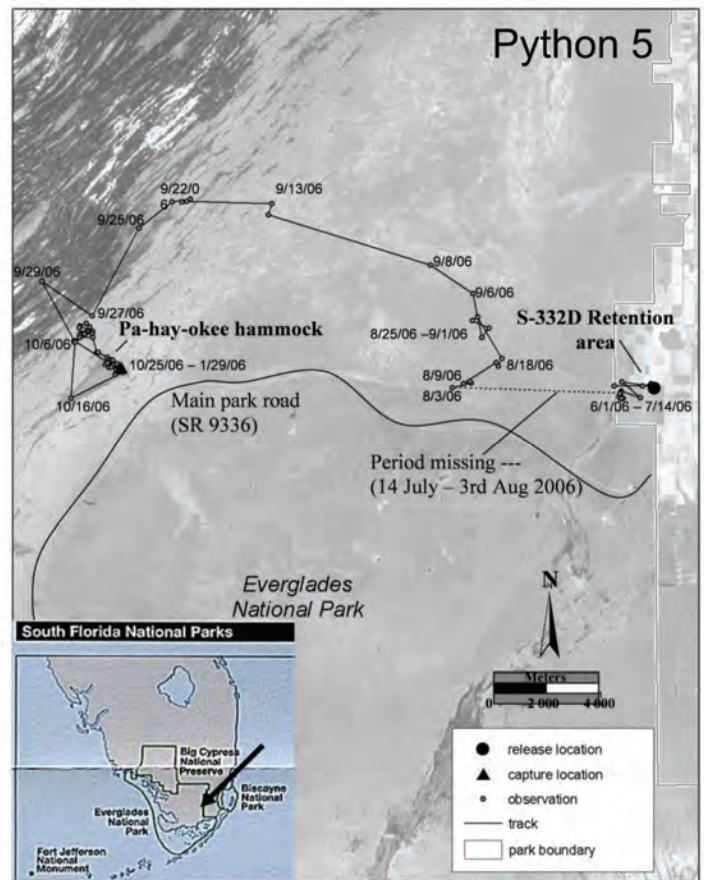 Python 5
9/22/0
6
9/13/06
9/25/06
9/29/06
9/8/06
9/6/06
9/27/06
Pa-hay-okee hammock
8/25/06 –9/1/06
S-332D Retention
area
10/6/06
10/25/06 – 1/29/06
8/18/06
8/9/06
8/3/06
10/16/06
6/1/06 – 7/14/06
Main park road
(SR 9336)
Period missing ---
(14 July – 3rd Aug 2006)
Everglades
National Park
N
Meters
0 2 000 4 000
release location
capture location
observation
track
park boundary
South Florida National Parks
Big Cypress
National
Preserve
Biscayne
National
Park
Everglades
National
Park
Fort Jefferson
National
Monument